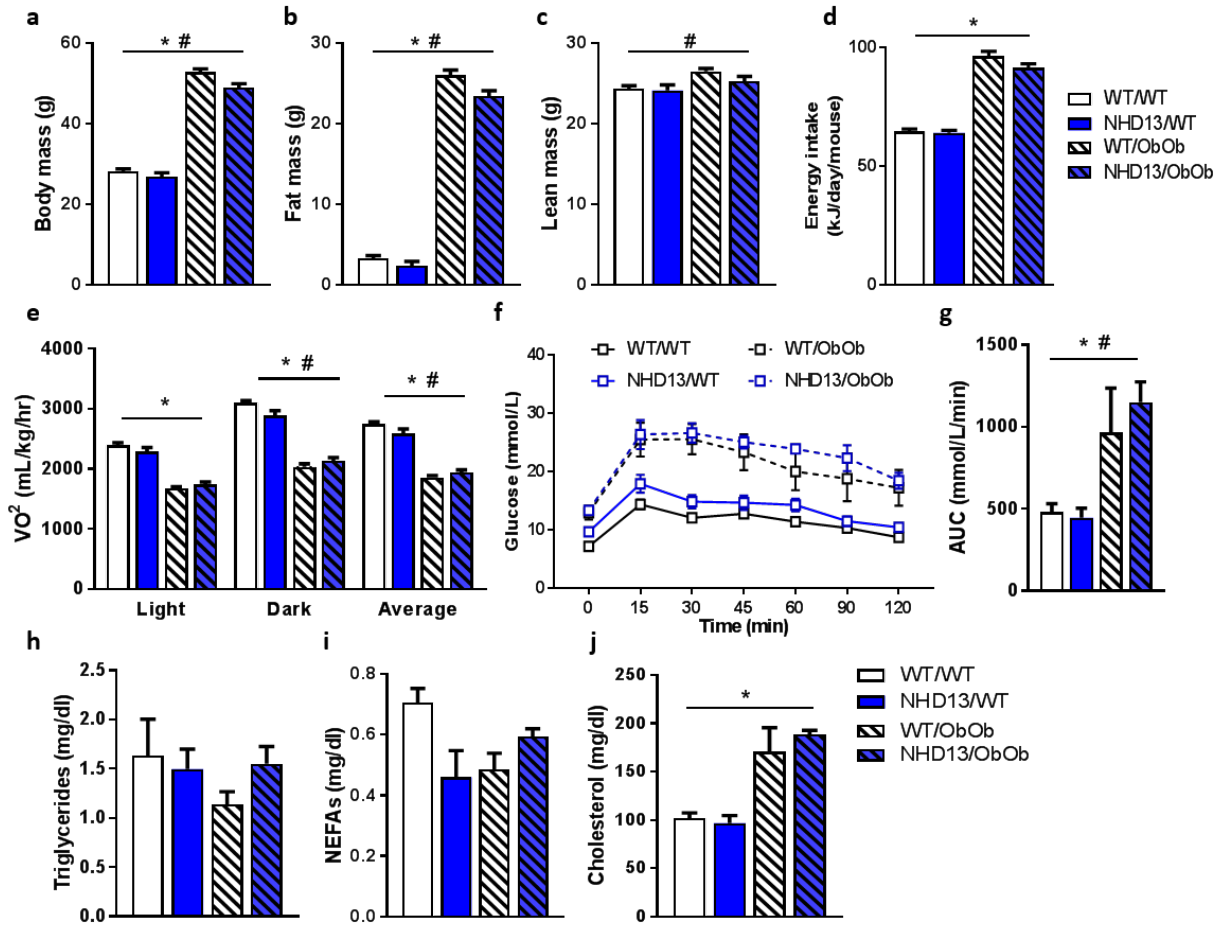 a
b
c
d
* #
* #
#
*
60
40
20
0
Body mass (g)
30
20
10
0
Fat mass (g)
30
20
10
0
Lean mass (g)
100
50
0
Energy intake
(kJ/day/mouse)
WT/WT
NHD13/WT
WT/ObOb
NHD13/ObOb
e
f
g
4000
3000
2000
1000
0
VO² (mL/kg/hr)
*
* #
* #
Light
Dark
Average
WT/WT
WT/ObOb
NHD13/WT
NHD13/ObOb
40
30
20
10
0
Glucose (mmol/L)
0
15
30
45
60
90
120
Time (min)
* #
1500
1000
500
0
AUC (mmol/L/min)
h
i
j
2.5
2.0
1.5
1.0
0.5
0.0
Triglycerides (mg/dl)
0.8
0.6
0.4
0.2
0.0
NEFAs (mg/dl)
*
250
200
150
100
50
0
Cholesterol (mg/dl)
WT/WT
NHD13/WT
WT/ObOb
NHD13/ObOb